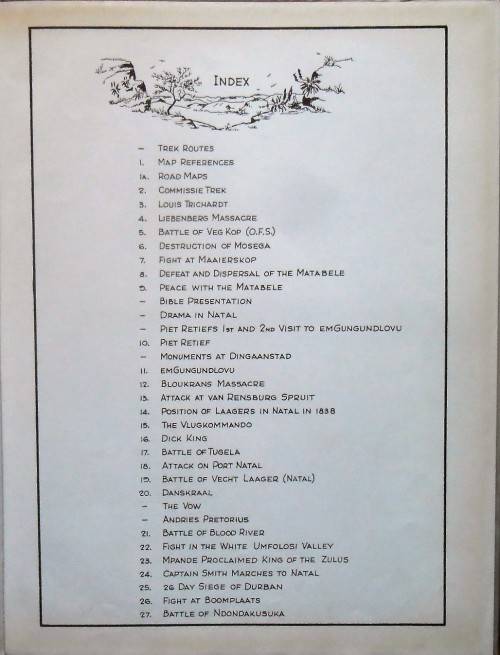 INDEX
– TREK ROUTES
1. MAP REFERENCES
1A. ROAD MAPS
2. COMMISSIE TREK
3. LOUIS TRICHARDT
4. LIEBENBERG MASSACRE
5. BATTLE OF VEG KOP (O.F.S.)
6. DESTRUCTION OF MOSEGA
7. FIGHT AT MAAIERSKOP
8. DEFEAT AND DISPERSAL OF THE MATABELE
9. PEACE WITH THE MATABELE
– BIBLE PRESENTATION
– DRAMA IN NATAL
– PIET RETIEFS 1ST AND 2ND VISIT TO EMGUNGUNDLOVU
10. PIET RETIEF
– MONUMENTS AT DINGAANSTAD
11. EMGUNGUNDLOVU
12. BLOUKRANS MASSACRE
13. ATTACK AT VAN RENSBURG SPRUIT
14. POSITION OF LAAGERS IN NATAL IN 1838
15. THE VLUGKOMMANDO
16. DICK KING
17. BATTLE OF TUGELA
18. ATTACK ON PORT NATAL
19. BATTLE OF VECHT LAAGER (NATAL)
20. DANSKRAAL
– THE VOW
– ANDRIES PRETORIUS
21. BATTLE OF BLOOD RIVER
22. FIGHT IN THE WHITE UMFOLOSI VALLEY
23. MPANDE PROCLAIMED KING OF THE ZULUS
24. CAPTAIN SMITH MARCHES TO NATAL
25. 26 DAY SIEGE OF DURBAN
26. FIGHT AT BOOMPLAATS
27. BATTLE OF NDONDAKUSUKA